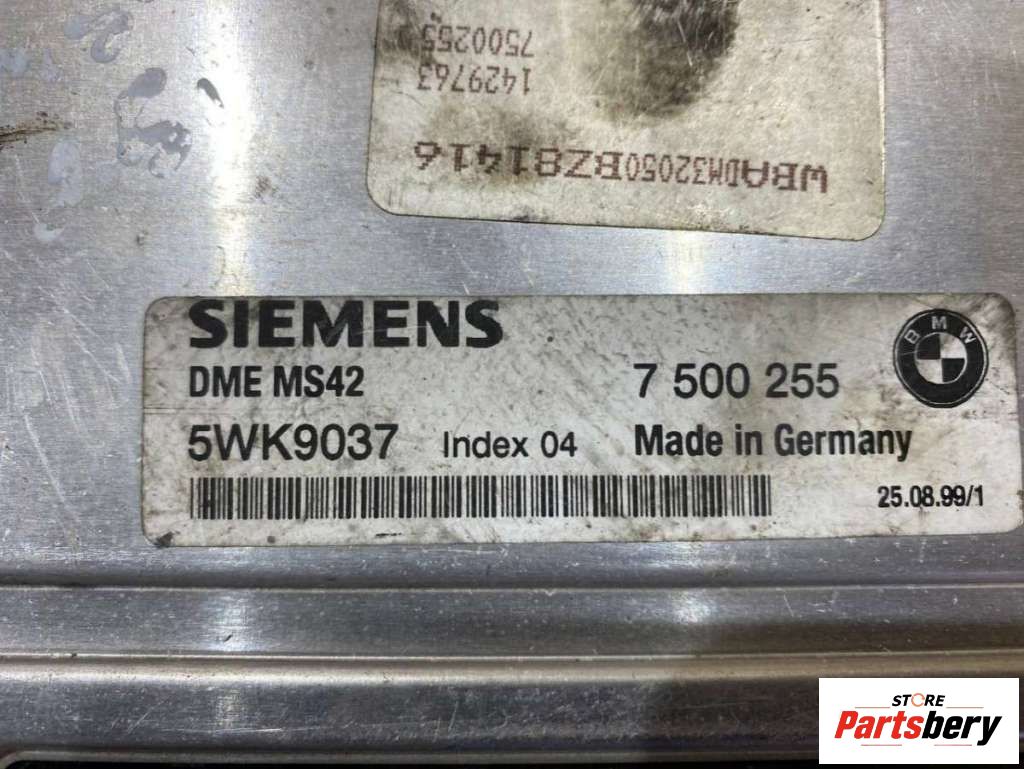 7500255
1429763
WBADM32050BZ81416
SIEMENS
DME MS42
7 500 255
BMW
5WK9037 Index 04 Made in Germany
25.08.99/1
STORE
Partsbery